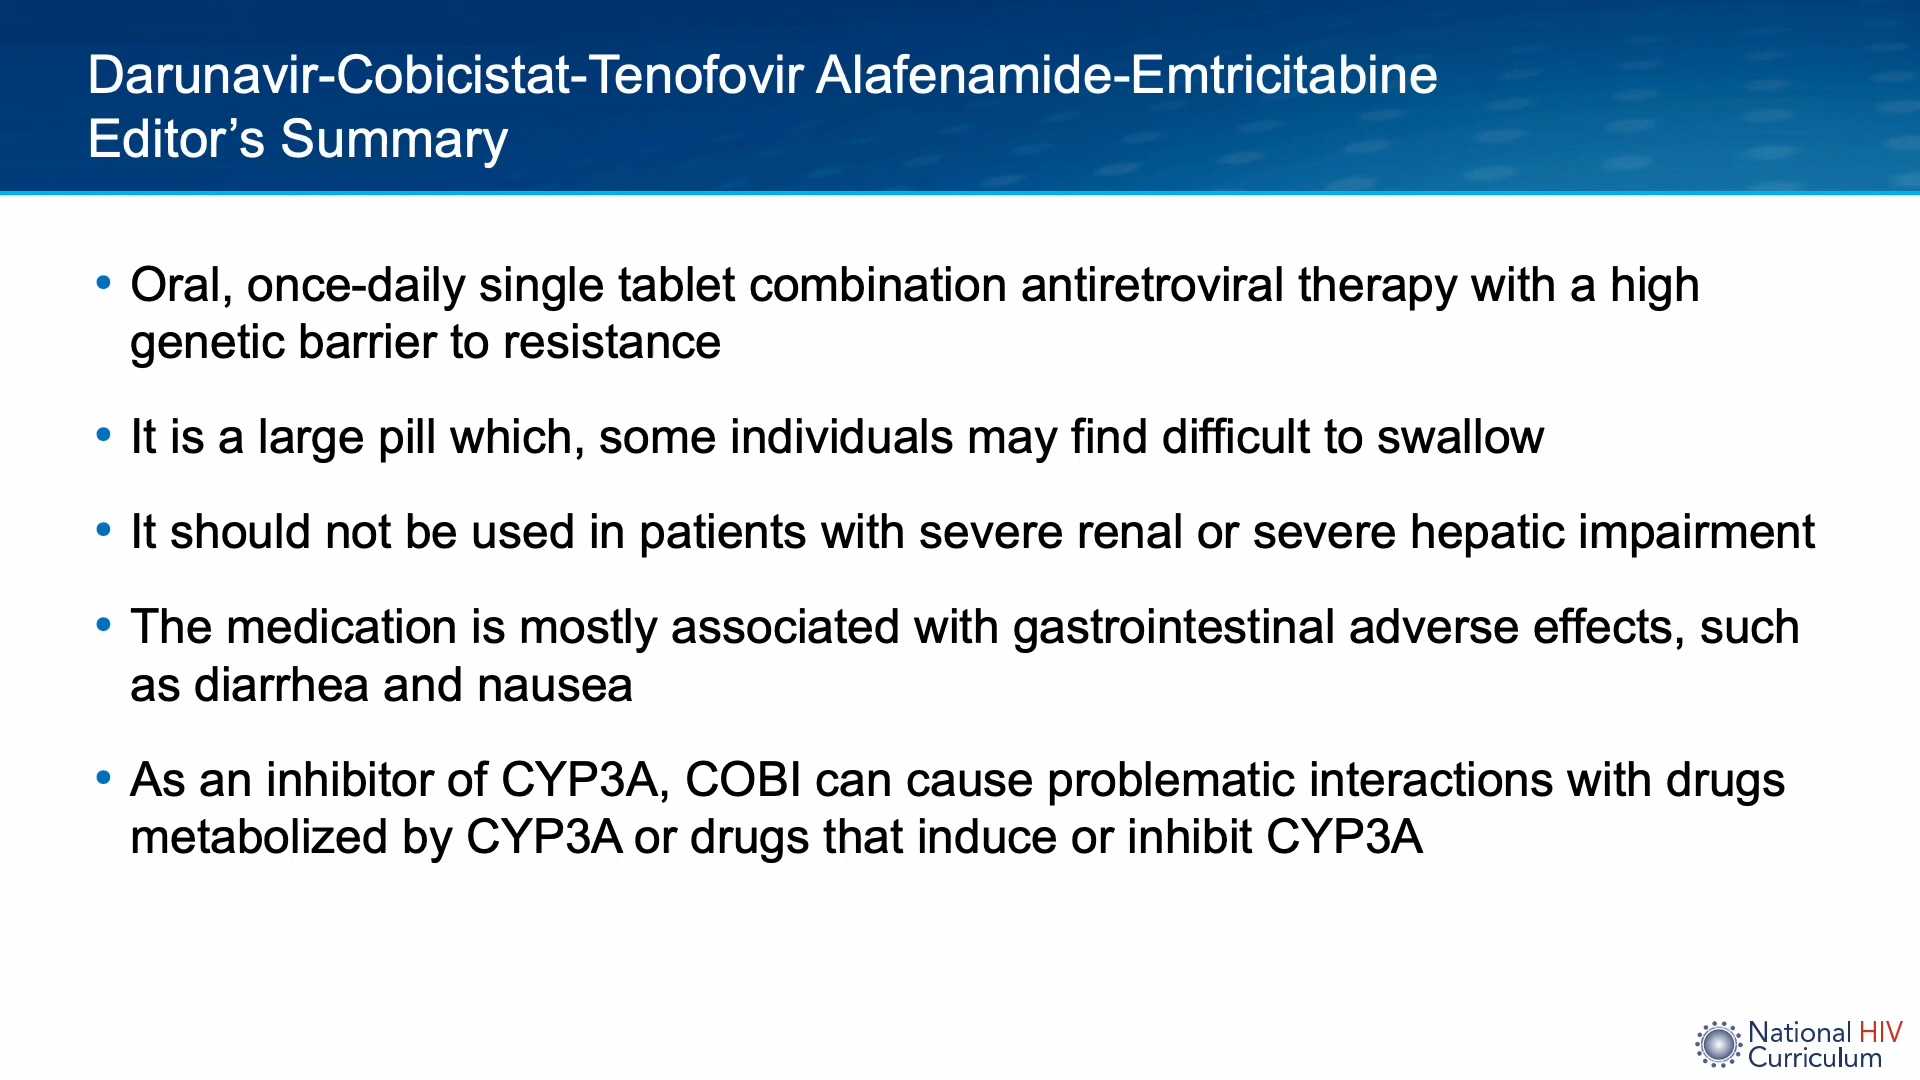 Darunavir-Cobicistat-Tenofovir Alafenamide-Emtricitabine
Editor’s Summary
• Oral, once-daily single tablet combination antiretroviral therapy with a high
genetic barrier to resistance
• It is a large pill which, some individuals may find difficult to swallow
• It should not be used in patients with severe renal or severe hepatic impairment
• The medication is mostly associated with gastrointestinal adverse effects, such
as diarrhea and nausea
• As an inhibitor of CYP3A, COBI can cause problematic interactions with drugs
metabolized by CYP3A or drugs that induce or inhibit CYP3A
National HIV
Curriculum